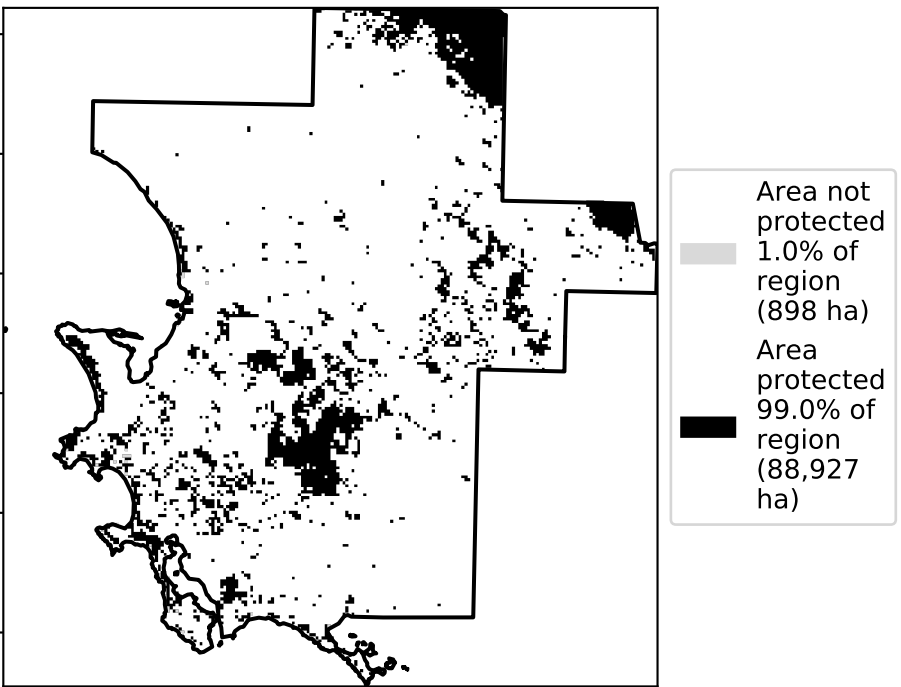 Area not
protected
1.0% of
region
(898 ha)
Area
protected
99.0% of
region
(88,927
ha)